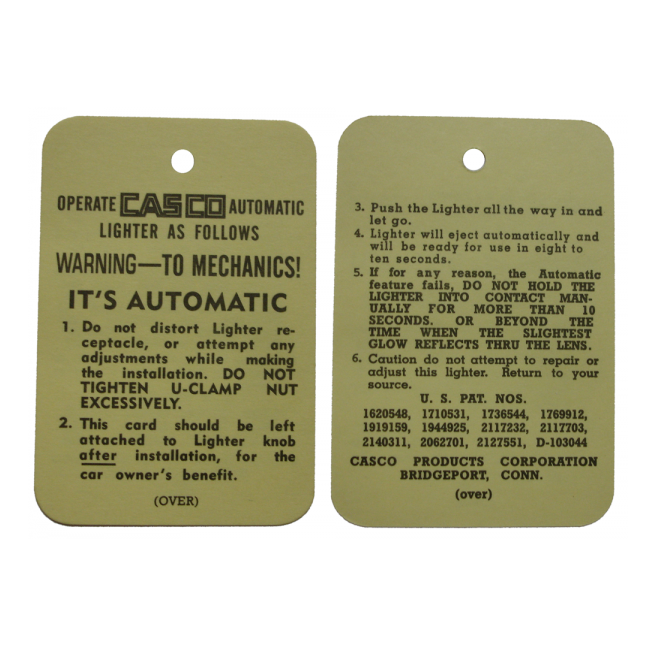 OPERATE CASCO AUTOMATIC
LIGHTER AS FOLLOWS
WARNING—TO MECHANICS!
IT'S AUTOMATIC
1. Do not distort Lighter re-
ceptacle, or attempt any
adjustments while making
the installation. DO NOT
TIGHTEN U-CLAMP NUT
EXCESSIVELY.
2. This card should be left
attached to Lighter knob
after installation, for the
car owner's benefit.
(OVER)
3. Push the Lighter all the way in and
let go.
4. Lighter will eject automatically and
will be ready for use in eight to
ten seconds.
5. If for any reason, the Automatic
feature fails, DO NOT HOLD THE
LIGHTER INTO CONTACT MAN-
UALLY FOR MORE THAN 10
SECONDS. OR BEYOND THE
TIME WHEN THE SLIGHTEST
GLOW REFLECTS THRU THE LENS.
6. Caution do not attempt to repair or
adjust this lighter. Return to your
source.
U. S. PAT. NOS.
1620548, 1710531, 1736544, 1769912,
1919159, 1944925, 2117232, 2117703,
2140311, 2062701, 2127551, D-103044
CASCO PRODUCTS CORPORATION
BRIDGEPORT, CONN.
(over)